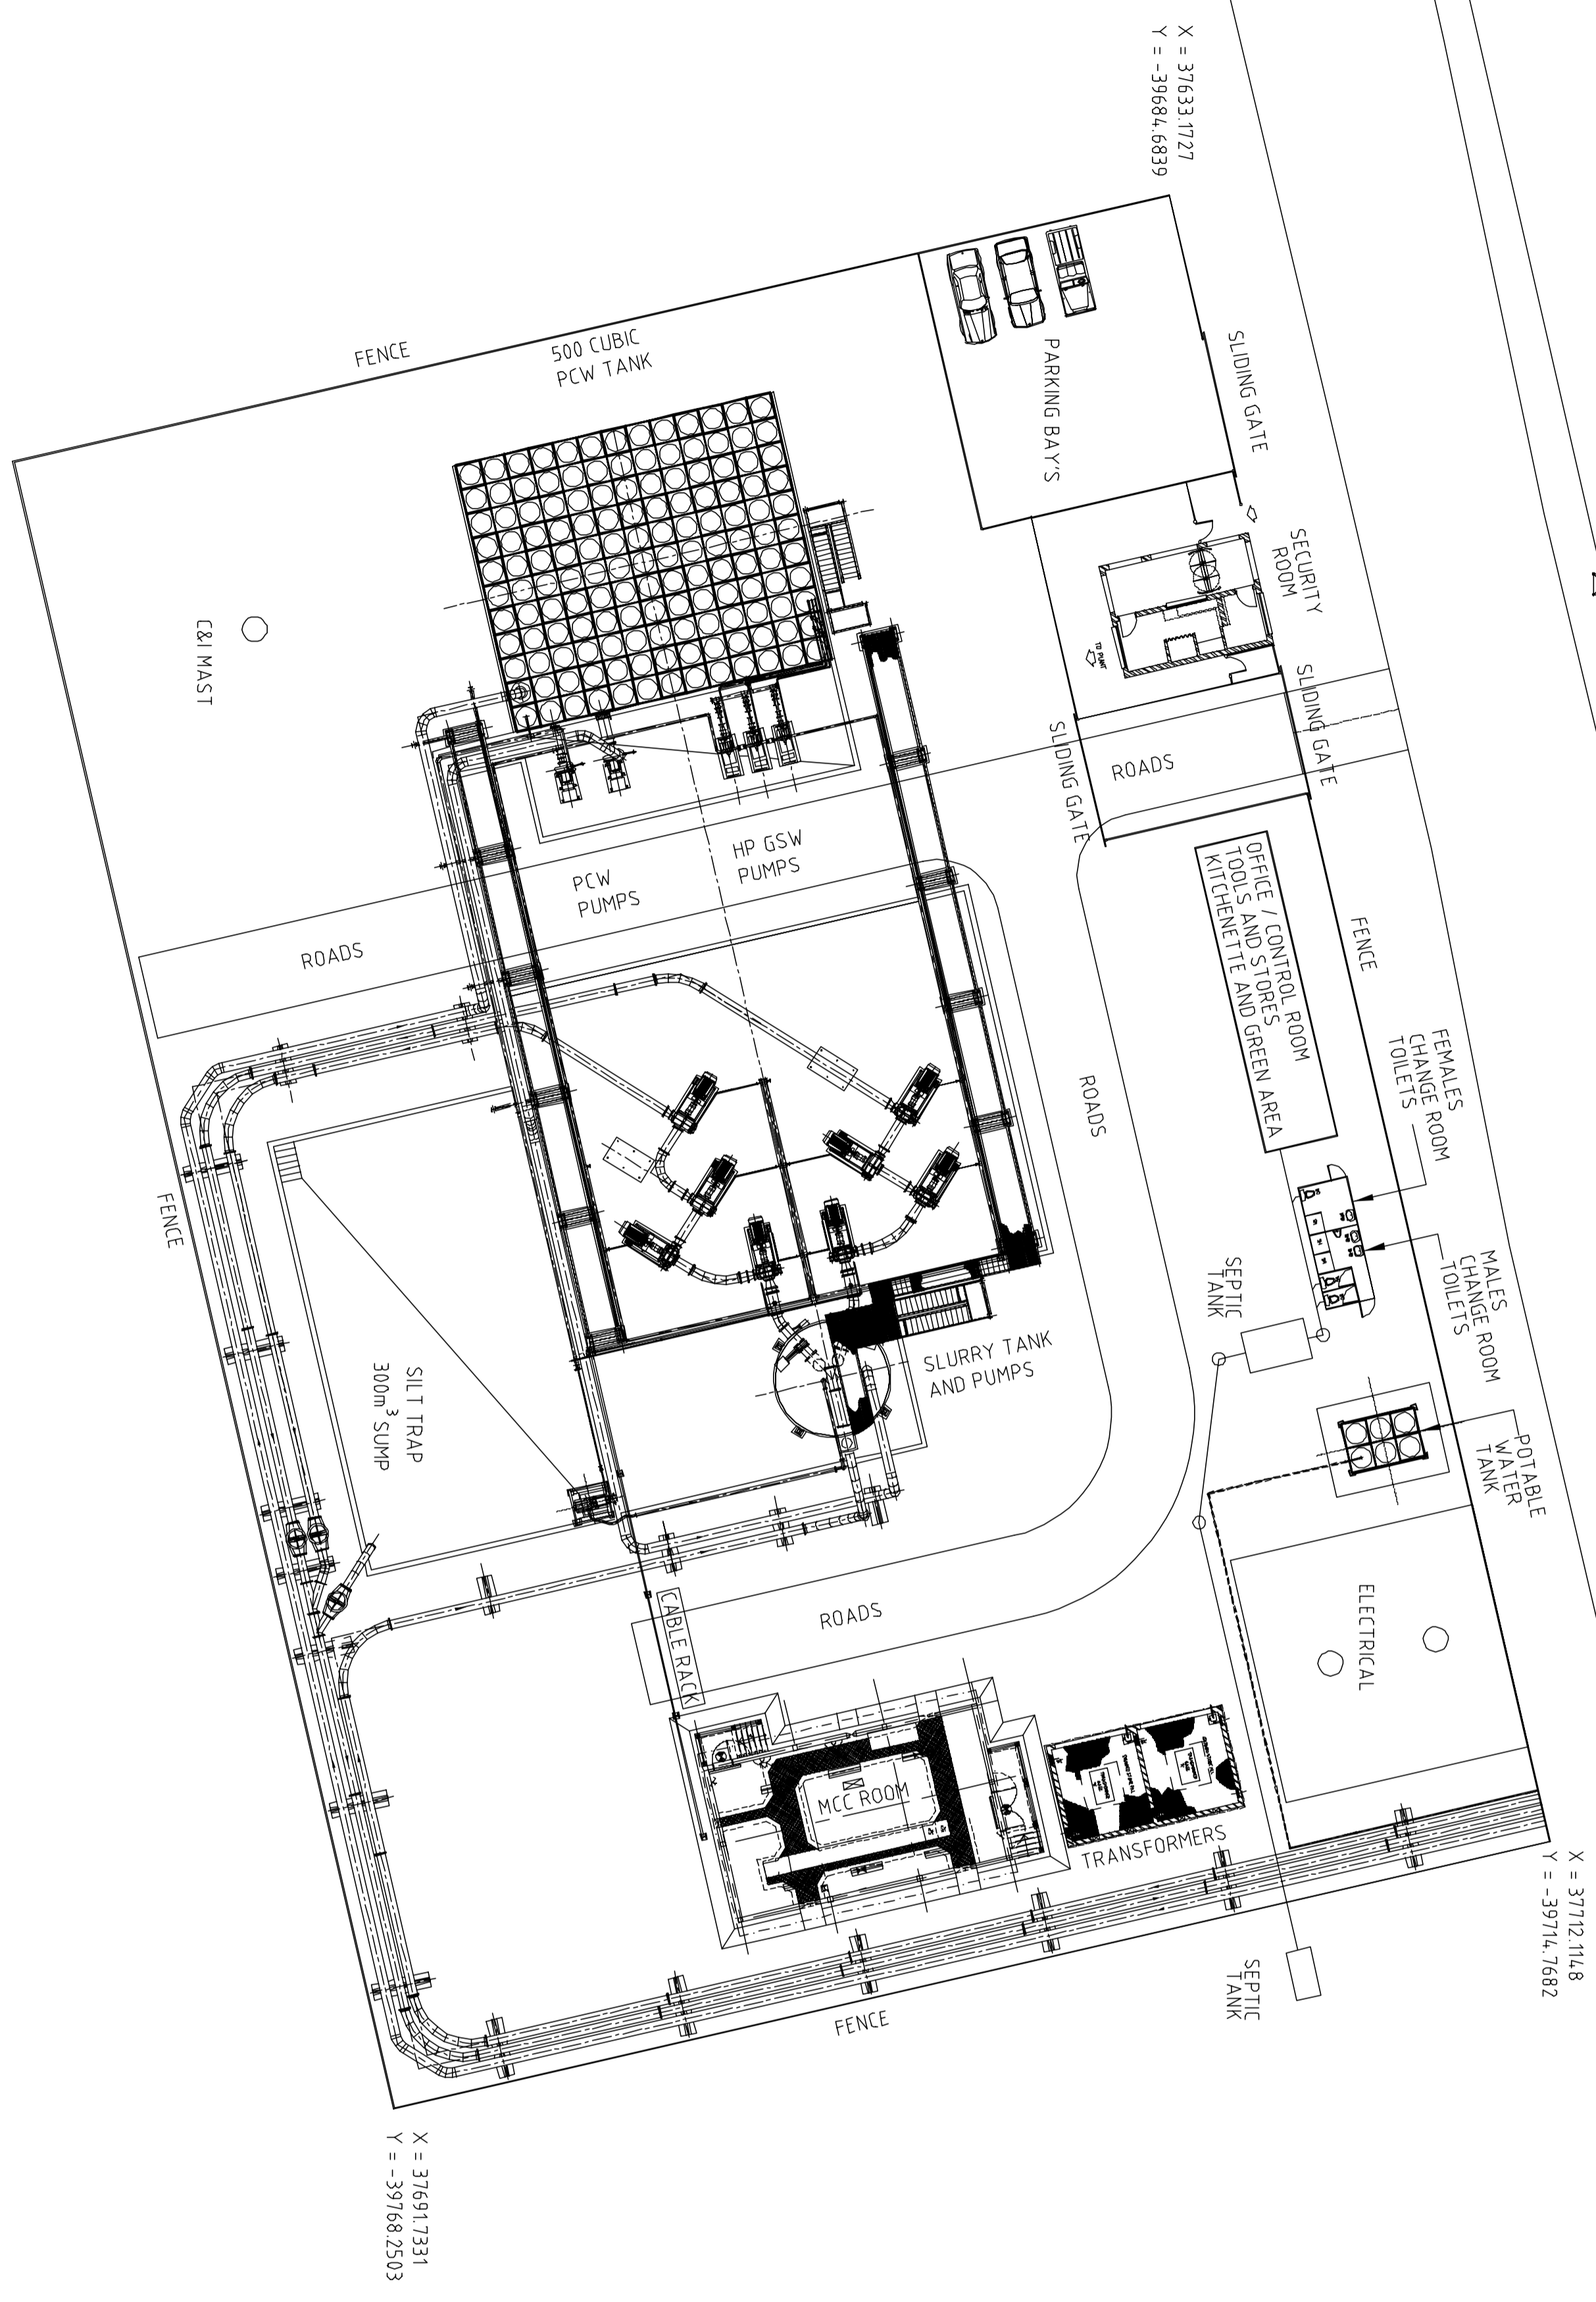 X = 37633.1727
Y = -39684.6839
SLIDING GATE
PARKING BAY'S
500 CUBIC
PCW TANK
FENCE
SECURITY
ROOM
TO PLANT
C&I MAST
SLIDING GATE
SLIDING GATE
ROADS
HP GSW
PUMPS
PCW
PUMPS
ROADS
OFFICE / CONTROL ROOM
TOOLS AND STORES
KITCHENETTE AND GREEN AREA
FENCE
FEMALES
CHANGE ROOM
TOILETS
ROADS
FENCE
MALES
CHANGE ROOM
TOILETS
SEPTIC
TANK
SLURRY TANK
AND PUMPS
SILT TRAP
300m³ SUMP
POTABLE
WATER
TANK
ELECTRICAL
ROADS
CABLE RACK
MCC ROOM
TRANSFORMERS
X = 37712.1148
Y = -39714.7682
SEPTIC
TANK
FENCE
X = 37691.7331
Y = -39768.2503